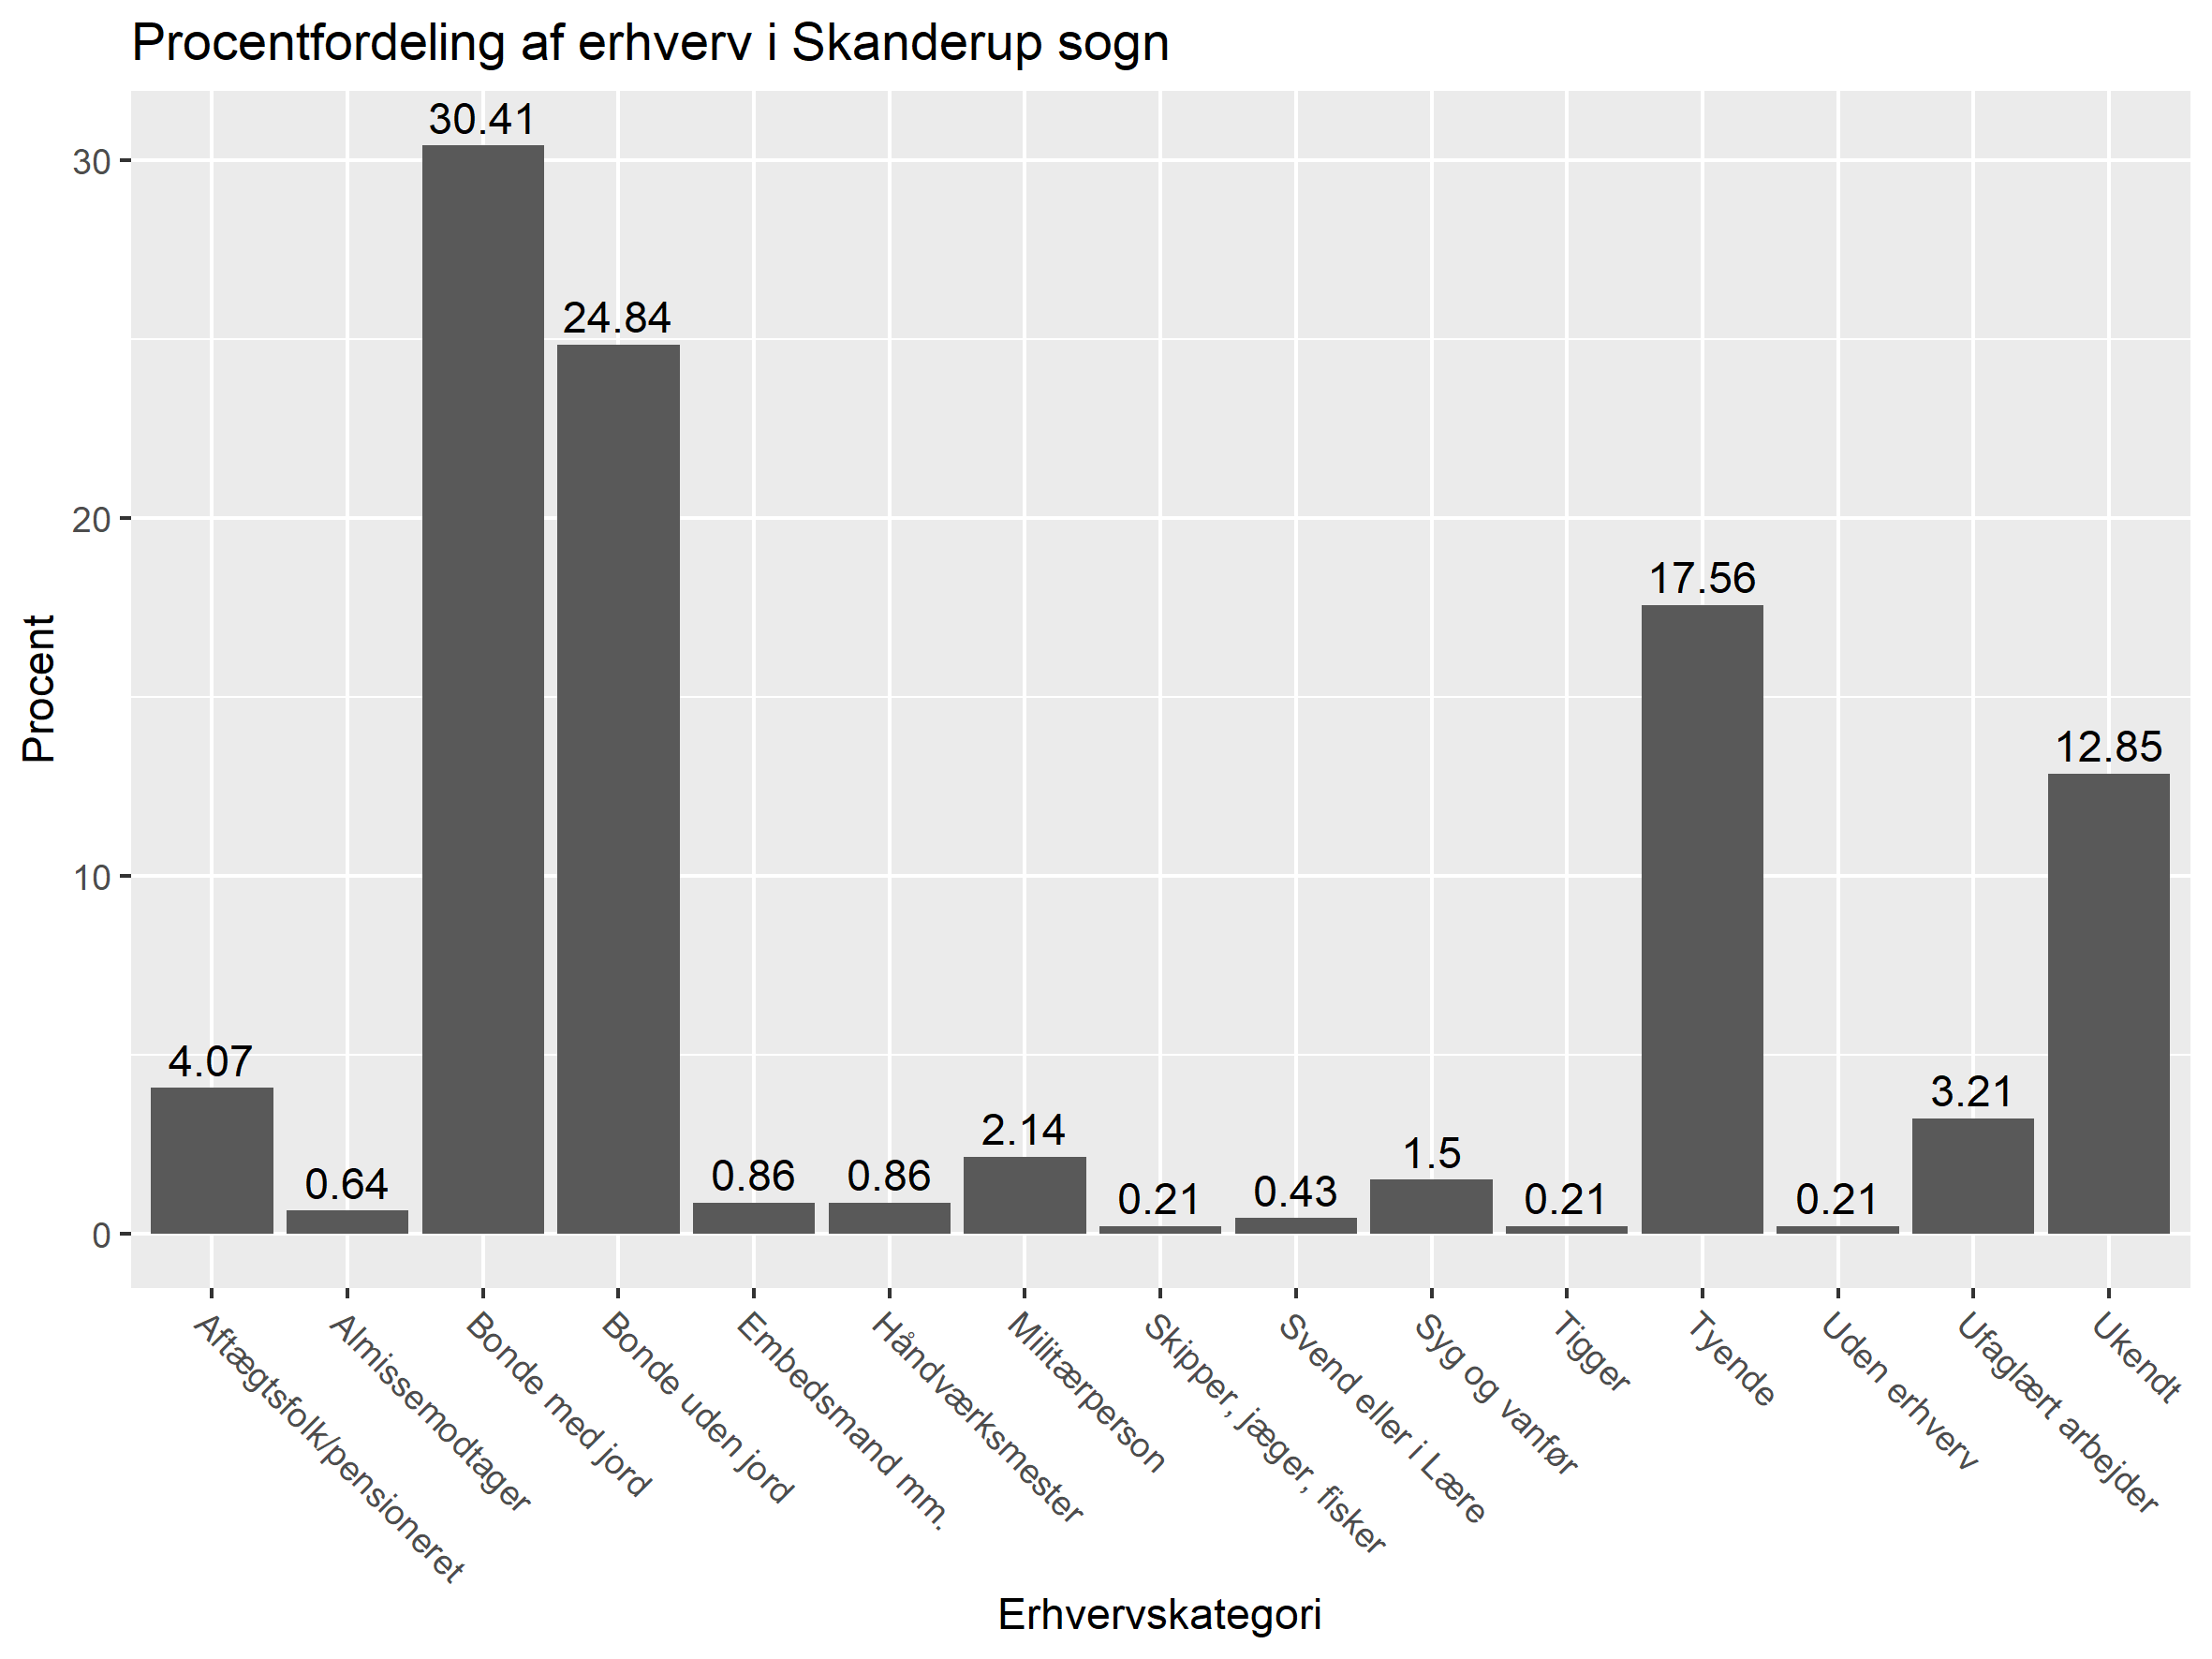 Procentfordeling af erhverv i Skanderup sogn
Procent
30
20
10
0
4.07
0.64
30.41
24.84
0.86
0.86
2.14
0.21
0.43
1.5
0.21
17.56
0.21
3.21
12.85
Aftægtsfolk/pensioneret
Almissemodtager
Bonde med jord
Bonde uden jord
Embedsmand mm.
Håndværksmester
Militærperson
Skipper, jæger, fisker
Svend eller i Lære
Syg og vanfør
Tigger
Tyende
Uden erhverv
Ufaglært arbejder
Ukendt
Erhvervskategori